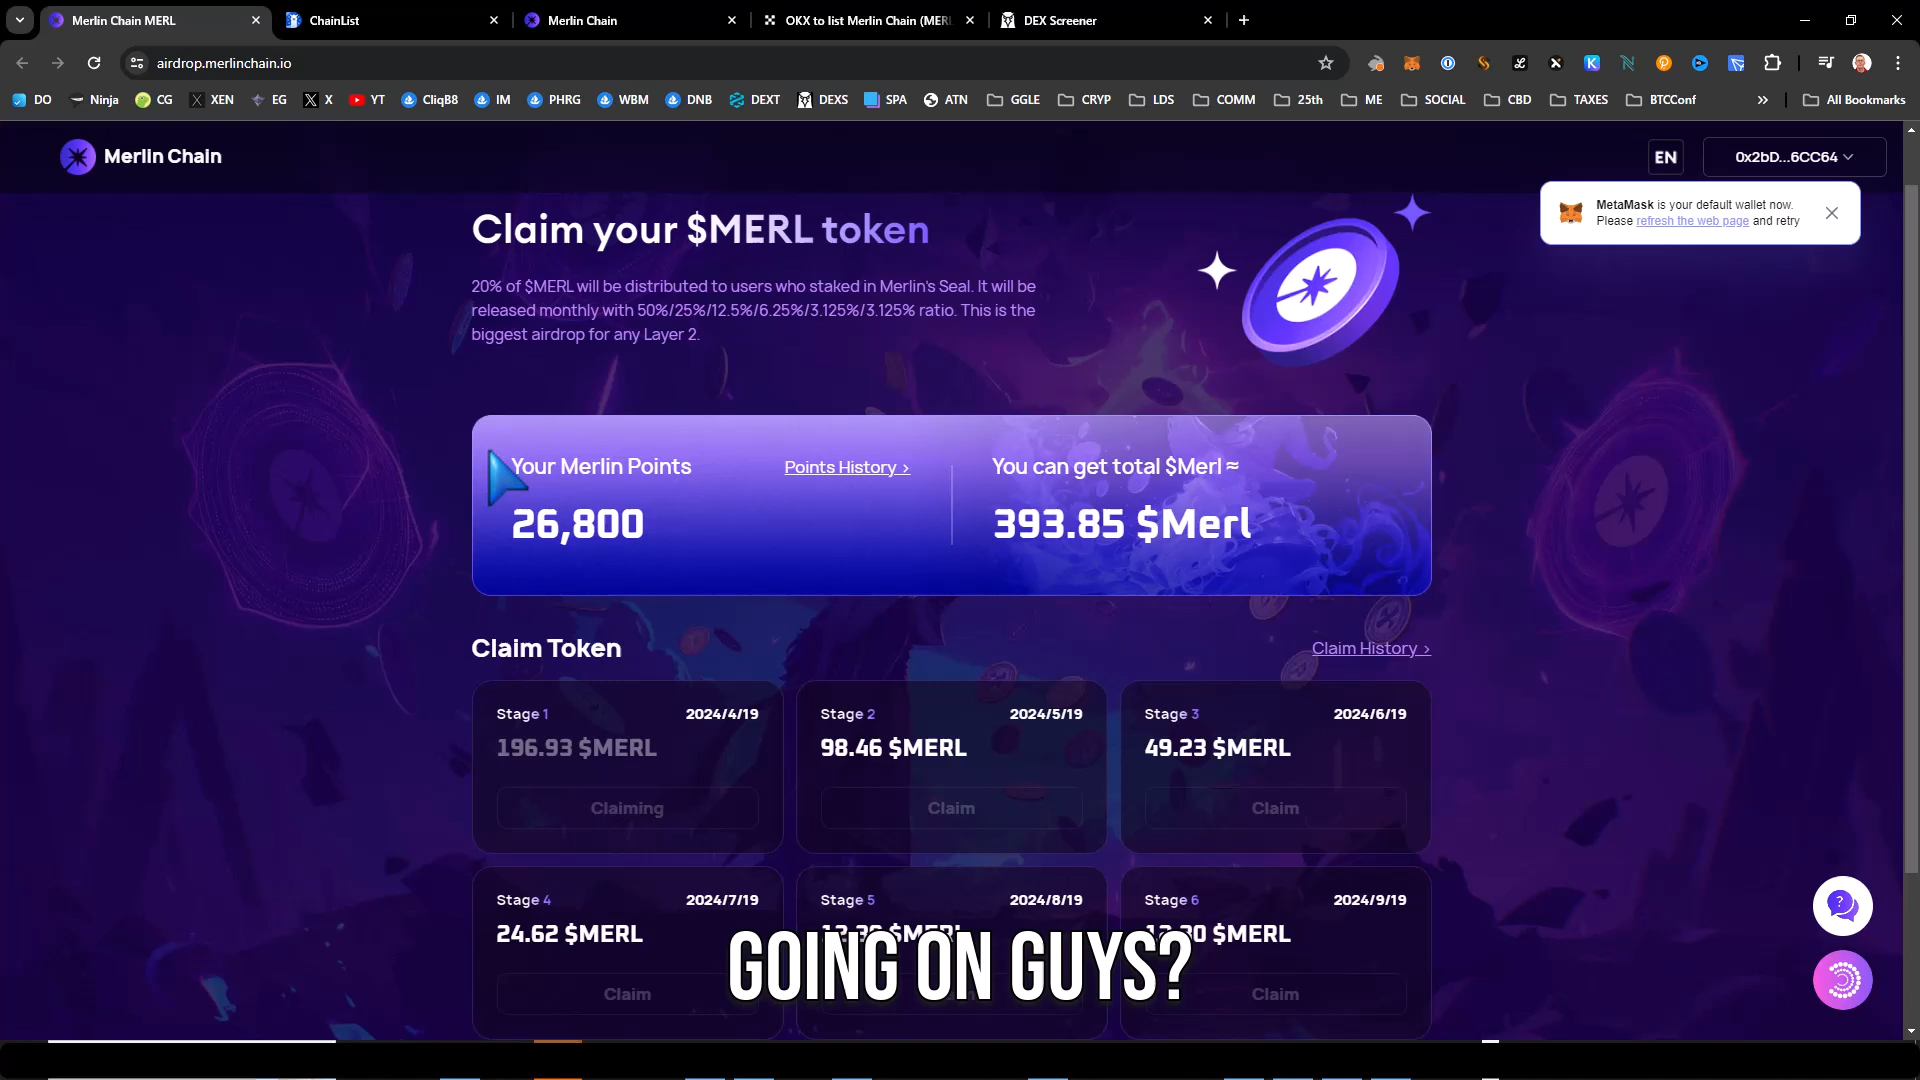 Merlin Chain MERL
ChainList
Merlin Chain
OKX to list Merlin Chain (MERL
DEX Screener
airdrop.merlinchain.io
DO
Ninja
CG
XEN
EG
X
YT
CliqB8
IM
PHRG
WBM
DNB
DEXT
DEXS
SPA
ATN
GGLE
CRYP
LDS
COMM
25th
ME
SOCIAL
CBD
TAXES
BTCConf
All Bookmarks
Merlin Chain
EN
0x2bD...6CC64
MetaMask is your default wallet now.
Please refresh the web page and retry
Claim your $MERL token
20% of $MERL will be distributed to users who staked in Merlin's Seal. It will be
released monthly with 50%/25%/12.5%/6.25%/3.125%/3.125% ratio. This is the
biggest airdrop for any Layer 2.
Your Merlin Points
Points History >
26,800
You can get total $Merl ≈
393.85 $Merl
Claim Token
Claim History >
Stage 1
2024/4/19
196.93 $MERL
Claiming
Stage 2
2024/5/19
98.46 $MERL
Claim
Stage 3
2024/6/19
49.23 $MERL
Claim
Stage 4
2024/7/19
24.62 $MERL
Claim
Stage 5
2024/8/19
$MERL
Stage 6
2024/9/19
$MERL
Claim
GOING ON GUYS?